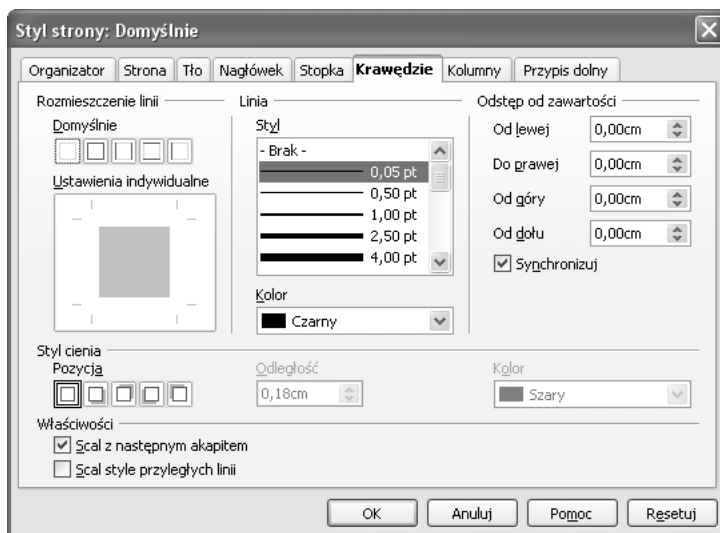 Styl strony: Domyślnie
Organizator Strona Tło Nagłówek Stopka Krawędzie Kolumny Przypis dolny
Rozmieszczenie linii
Domyślnie
Ustawienia indywidualne
Linia
Styl
- Brak -
0,05 pt
0,50 pt
1,00 pt
2,50 pt
4,00 pt
Kolor
Czarny
Odstęp od zawartości
Od lewej 0,00cm
Do prawej 0,00cm
Od góry 0,00cm
Od dołu 0,00cm
Synchronizuj
Styl cienia
Pozycja
Odległość
0,18cm
Kolor
Szary
Właściwości
Scal z następnym akapitem
Scal style przyległych linii
OK Anuluj Pomoc Resetuj